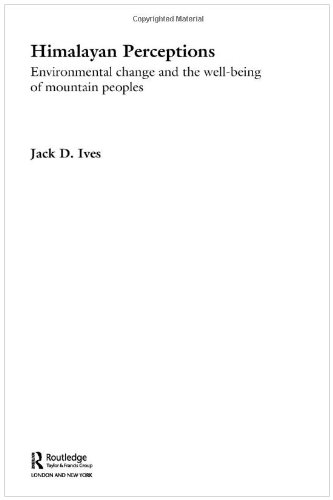 Copyrighted Material
Himalayan Perceptions
Environmental change and the well-being
of mountain peoples
Jack D. Ives
R
Routledge
Taylor & Francis Group
LONDON AND NEW YORK